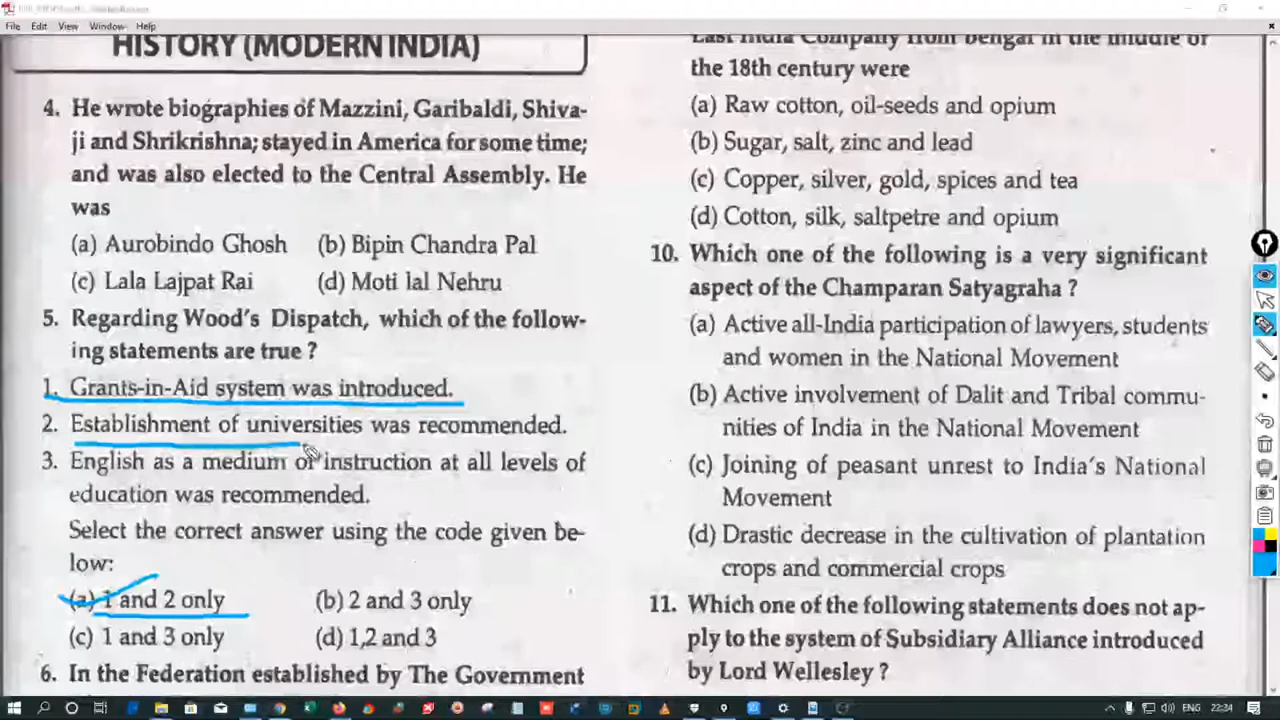 File Edit View Window Help
HISTORY (MODERN INDIA)
4. He wrote biographies of Mazzini, Garibaldi, Shiva-
ji and Shrikrishna; stayed in America for some time;
and was also elected to the Central Assembly. He
was
(a) Aurobindo Ghosh (b) Bipin Chandra Pal
(c) Lala Lajpat Rai (d) Moti lal Nehru
5. Regarding Wood's Dispatch, which of the follow-
ing statements are true ?
1. Grants-in-Aid system was introduced.
2. Establishment of universities was recommended.
3. English as a medium of instruction at all levels of
education was recommended.
Select the correct answer using the code given be-
low:
(a) 1 and 2 only (b) 2 and 3 only
(c) 1 and 3 only (d) 1,2 and 3
6. In the Federation established by The Government
East India Company from Bengal in the middle of
the 18th century were
(a) Raw cotton, oil-seeds and opium
(b) Sugar, salt, zinc and lead
(c) Copper, silver, gold, spices and tea
(d) Cotton, silk, saltpetre and opium
10. Which one of the following is a very significant
aspect of the Champaran Satyagraha ?
(a) Active all-India participation of lawyers, students
and women in the National Movement
(b) Active involvement of Dalit and Tribal commu-
nities of India in the National Movement
(c) Joining of peasant unrest to India's National
Movement
(d) Drastic decrease in the cultivation of plantation
crops and commercial crops
11. Which one of the following statements does not ap-
ply to the system of Subsidiary Alliance introduced
by Lord Wellesley ?
ENG 22:34